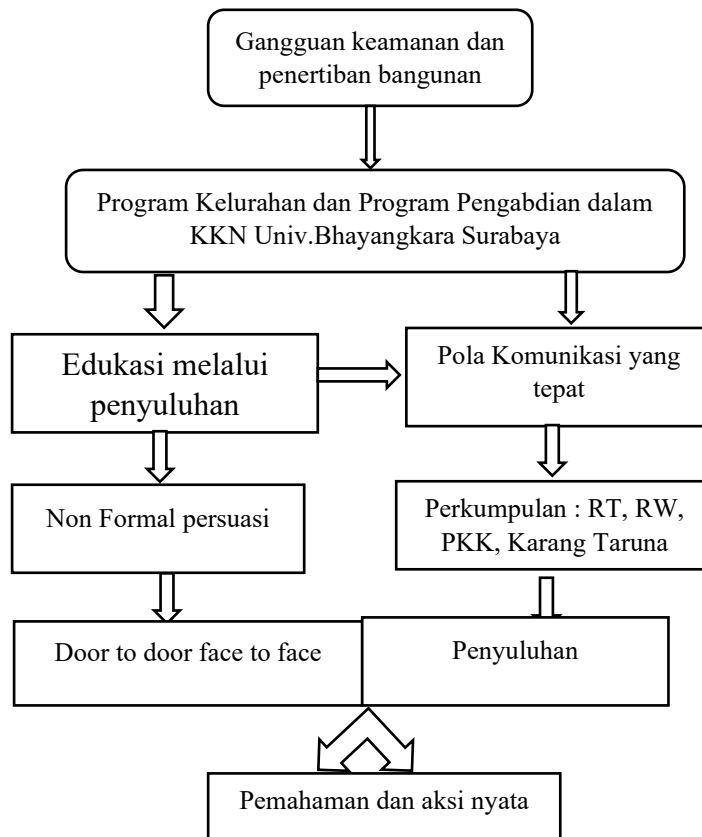 Gangguan keamanan dan
penertiban bangunan
Program Kelurahan dan Program Pengabdian dalam
KKN Univ.Bhayangkara Surabaya
Edukasi melalui
penyuluhan
Pola Komunikasi yang
tepat
Non Formal persuasi
Perkumpulan : RT, RW,
PKK, Karang Taruna
Door to door face to face
Penyuluhan
Pemahaman dan aksi nyata